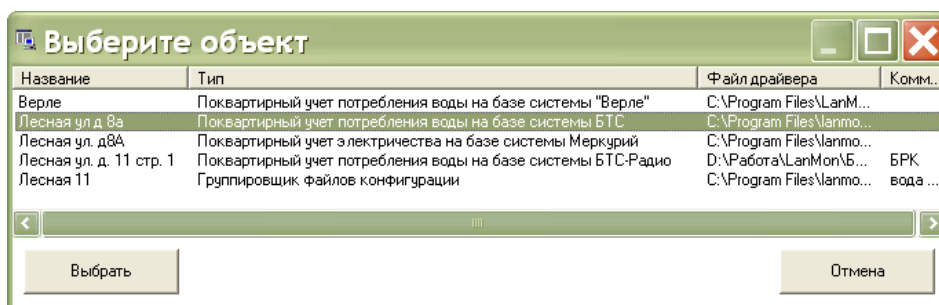 Выберите объект
Название Тип Файл драйвера Комм...
Верле Поквартирный учет потребления воды на базе системы "Верле" C:\Program Files\LanM...
Лесная ул д 8а Поквартирный учет потребления воды на базе системы БТС C:\Program Files\lanmo...
Лесная ул. д8А Поквартирный учет электричества на базе системы Меркурий C:\Program Files\lanmo...
Лесная ул. д. 11 стр. 1 Поквартирный учет потребления воды на базе системы БТС-Радио D:\Работа\LanMon\Б... БРК
Лесная 11 Группировщик файлов конфигурации C:\Program Files\lanmo... вода ...
Выбрать Отмена